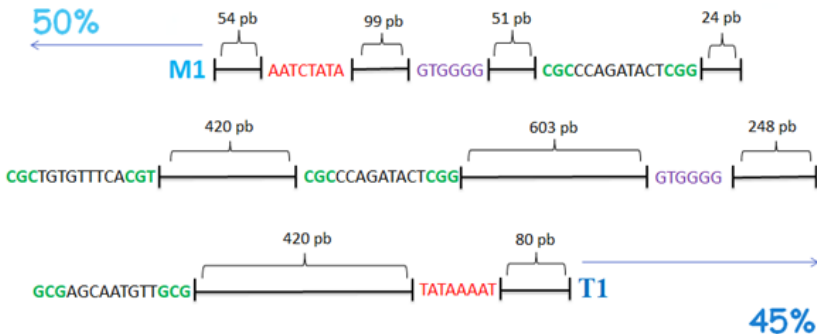 50%
54 pb 99 pb 51 pb 24 pb
M1 AATCTATA GTGGGG CGCCCAGATACTCGG
420 pb 603 pb 248 pb
CGCTGTGTTTCACGT CGCCCAGATACTCGG GTGGGG
420 pb 80 pb
GCGAGCAATGTTGCG TATAAAAT T1
45%